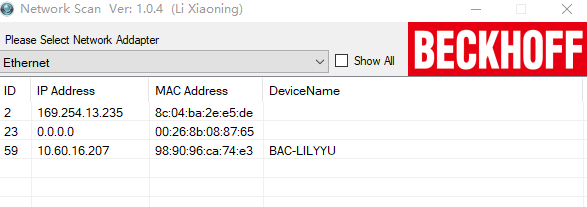 Network Scan Ver: 1.0.4 (Li Xiaoning)
Please Select Network Addapter
Ethernet
Show All
BECKHOFF
ID IP Address MAC Address DeviceName
2 169.254.13.235 8c:04:ba:2e:e5:de
23 0.0.0.0 00:26:8b:08:87:65
59 10.60.16.207 98:90:96:ca:74:e3 BAC-LILYYU